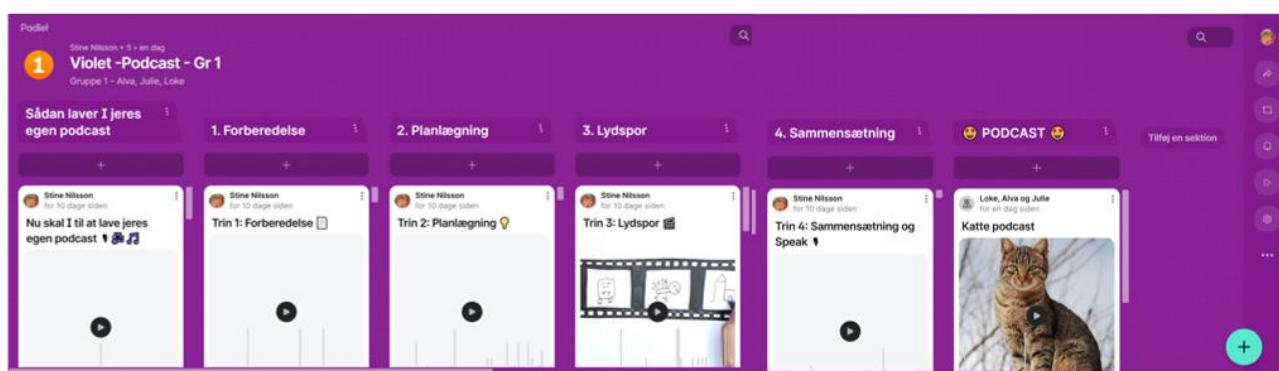 Padlet
Stine Nilsson + 5 • en dag
1
Violet -Podcast - Gr 1
Gruppe 1 - Alva, Julie, Loke
Sådan laver I jeres
egen podcast
1. Forberedelse
2. Planlægning
3. Lydspor
4. Sammensætning
🤩 PODCAST 🤩
Tilføj en sektion
Stine Nilsson
for 10 dage siden
Nu skal I til at lave jeres
egen podcast
Stine Nilsson
for 10 dage siden
Trin 1: Forberedelse
Stine Nilsson
for 10 dage siden
Trin 2: Planlægning
Stine Nilsson
for 10 dage siden
Trin 3: Lydspor
Stine Nilsson
for 10 dage siden
Trin 4: Sammensætning og
Speak
Loke, Alva og Julie
for en dag siden
Katte podcast